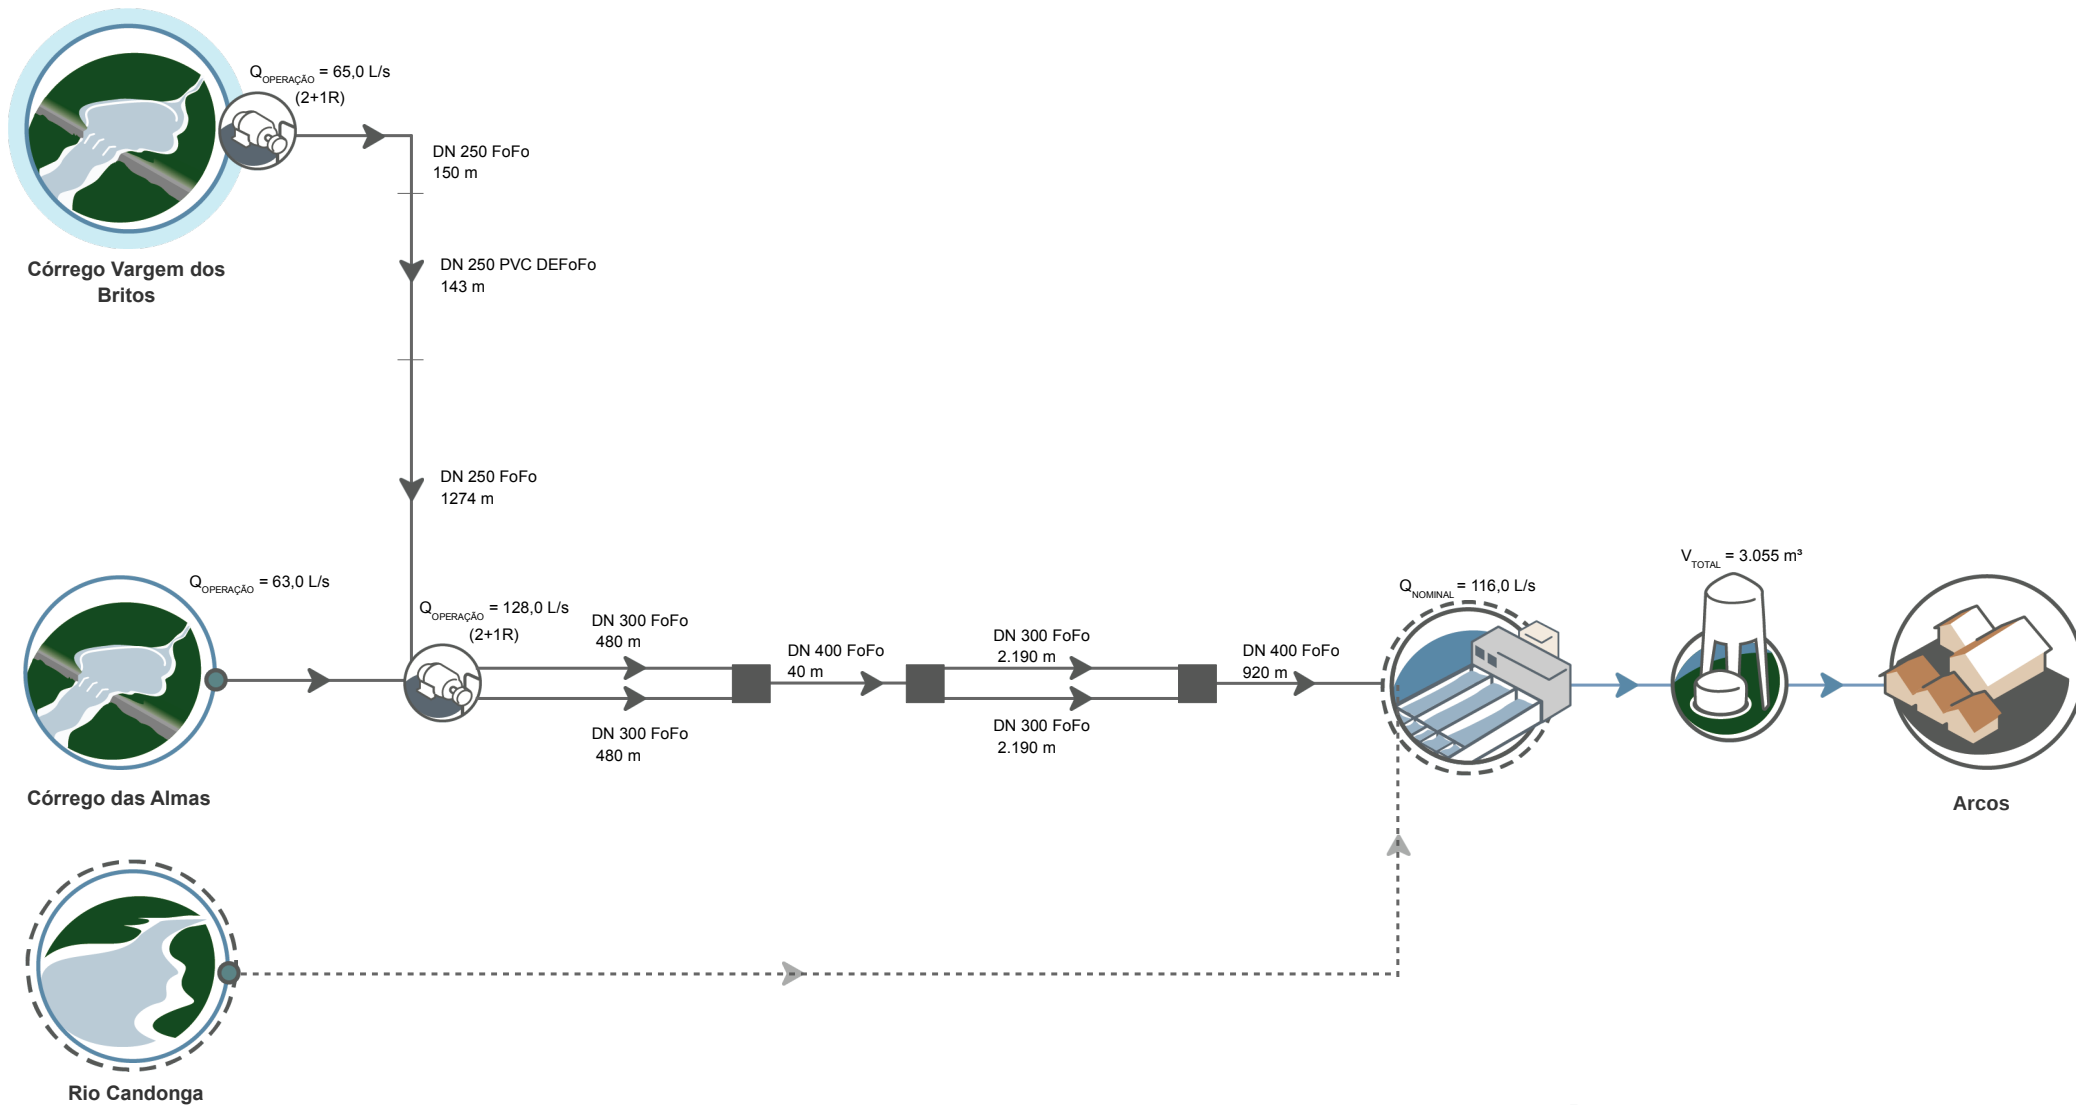 Q OPERAÇÃO = 65,0 L/s
(2+1R)
DN 250 FoFo
150 m
Córrego Vargem dos
Britos
DN 250 PVC DEFoFo
143 m
DN 250 FoFo
1274 m
Q OPERAÇÃO = 63,0 L/s
Q OPERAÇÃO = 128,0 L/s
(2+1R)
DN 300 FoFo
480 m
DN 300 FoFo
480 m
DN 400 FoFo
40 m
DN 300 FoFo
2.190 m
DN 300 FoFo
2.190 m
DN 400 FoFo
920 m
Q NOMINAL = 116,0 L/s
V TOTAL = 3.055 m³
Córrego das Almas
Arcos
Rio Candonga